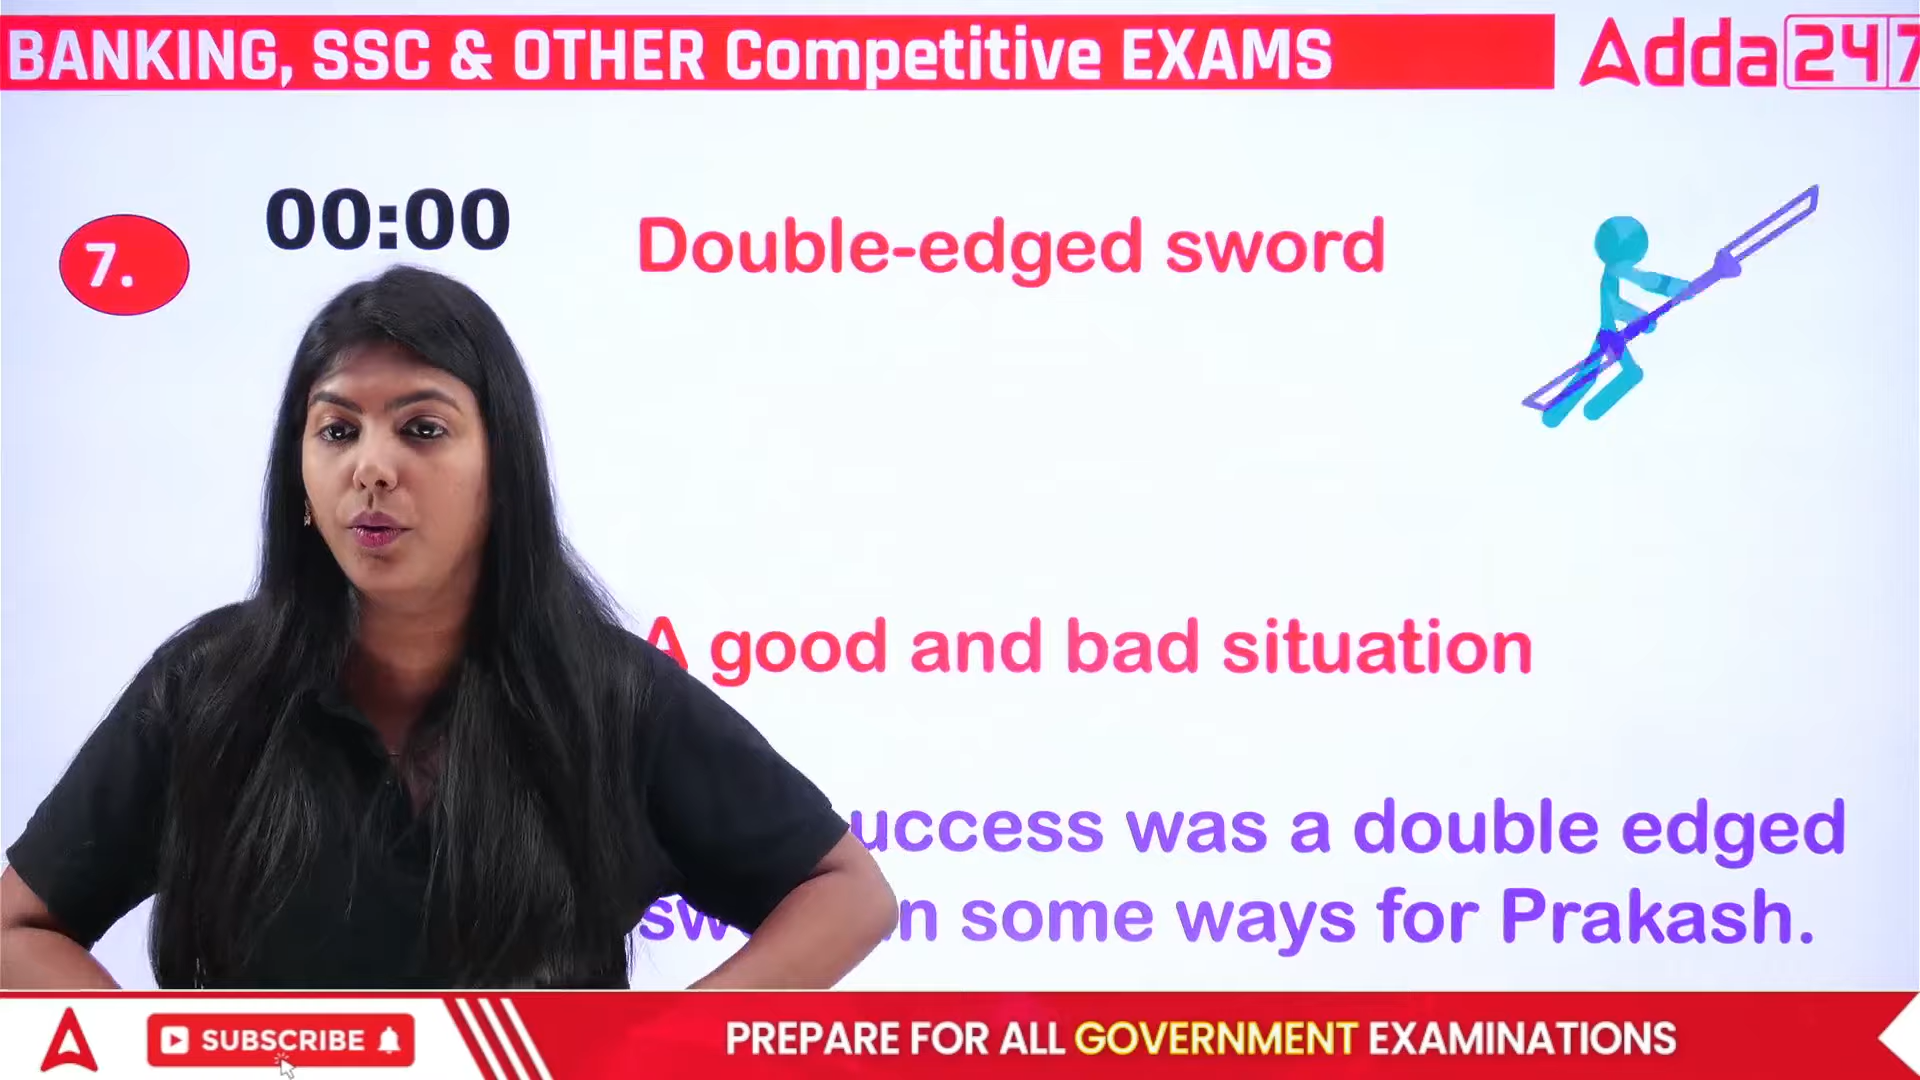 BANKING, SSC & OTHER Competitive EXAMS
Adda247
7.
00:00
Double-edged sword
A good and bad situation
uccess was a double edged
sw n some ways for Prakash.
SUBSCRIBE
PREPARE FOR ALL GOVERNMENT EXAMINATIONS